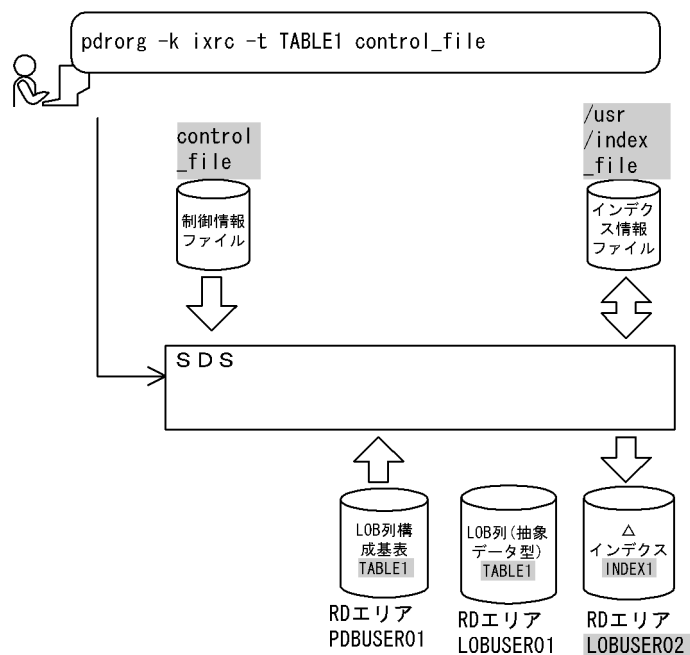 pdrorg -k ixrc -t TABLE1 control_file
control
_file
制御情報
ファイル
/usr
/index
_file
インデク
ス情報
ファイル
ＳＤＳ
LOB列構
成基表
TABLE1
RDエリア
PDBUSER01
LOB列(抽象
データ型)
TABLE1
RDエリア
LOBUSER01
△
インデクス
INDEX1
RDエリア
LOBUSER02